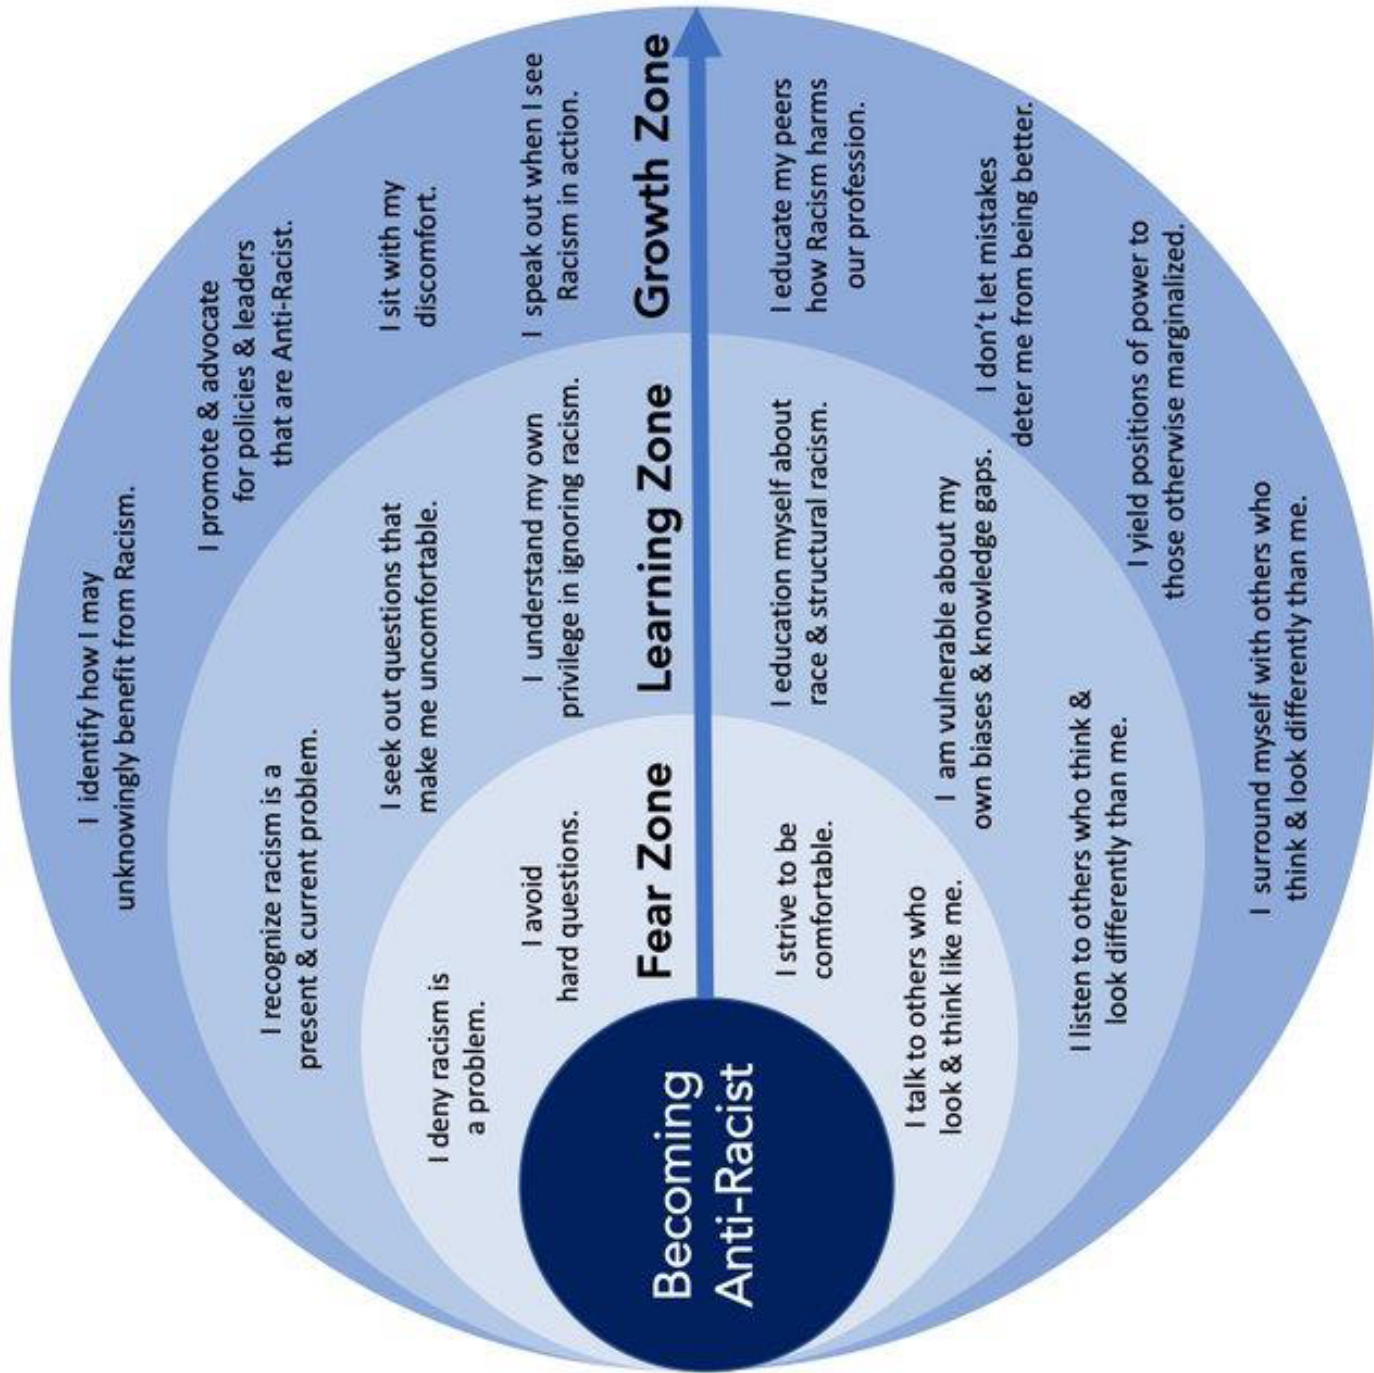 Becoming
Anti-Racist
Fear Zone
I deny racism is
a problem.
I avoid
hard questions.
I strive to be
comfortable.
I talk to others who
look & think like me.
Learning Zone
I recognize racism is a
present & current problem.
I seek out questions that
make me uncomfortable.
I understand my own
privilege in ignoring racism.
I education myself about
race & structural racism.
I am vulnerable about my
own biases & knowledge gaps.
I listen to others who think &
look differently than me.
Growth Zone
I identify how I may
unknowingly benefit from Racism.
I promote & advocate
for policies & leaders
that are Anti-Racist.
I sit with my
discomfort.
I speak out when I see
Racism in action.
I educate my peers
how Racism harms
our profession.
I don't let mistakes
deter me from being better.
I yield positions of power to
those otherwise marginalized.
I surround myself with others who
think & look differently than me.